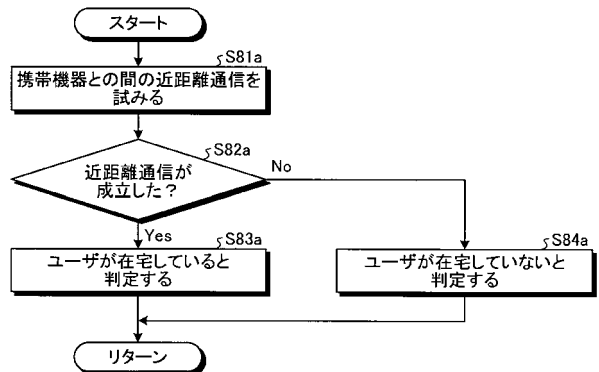 スタート
S81a
携帯機器との間の近距離通信を
試みる
S82a
近距離通信が
成立した?
No
Yes
S83a
ユーザが在宅していると
判定する
S84a
ユーザが在宅していないと
判定する
リターン